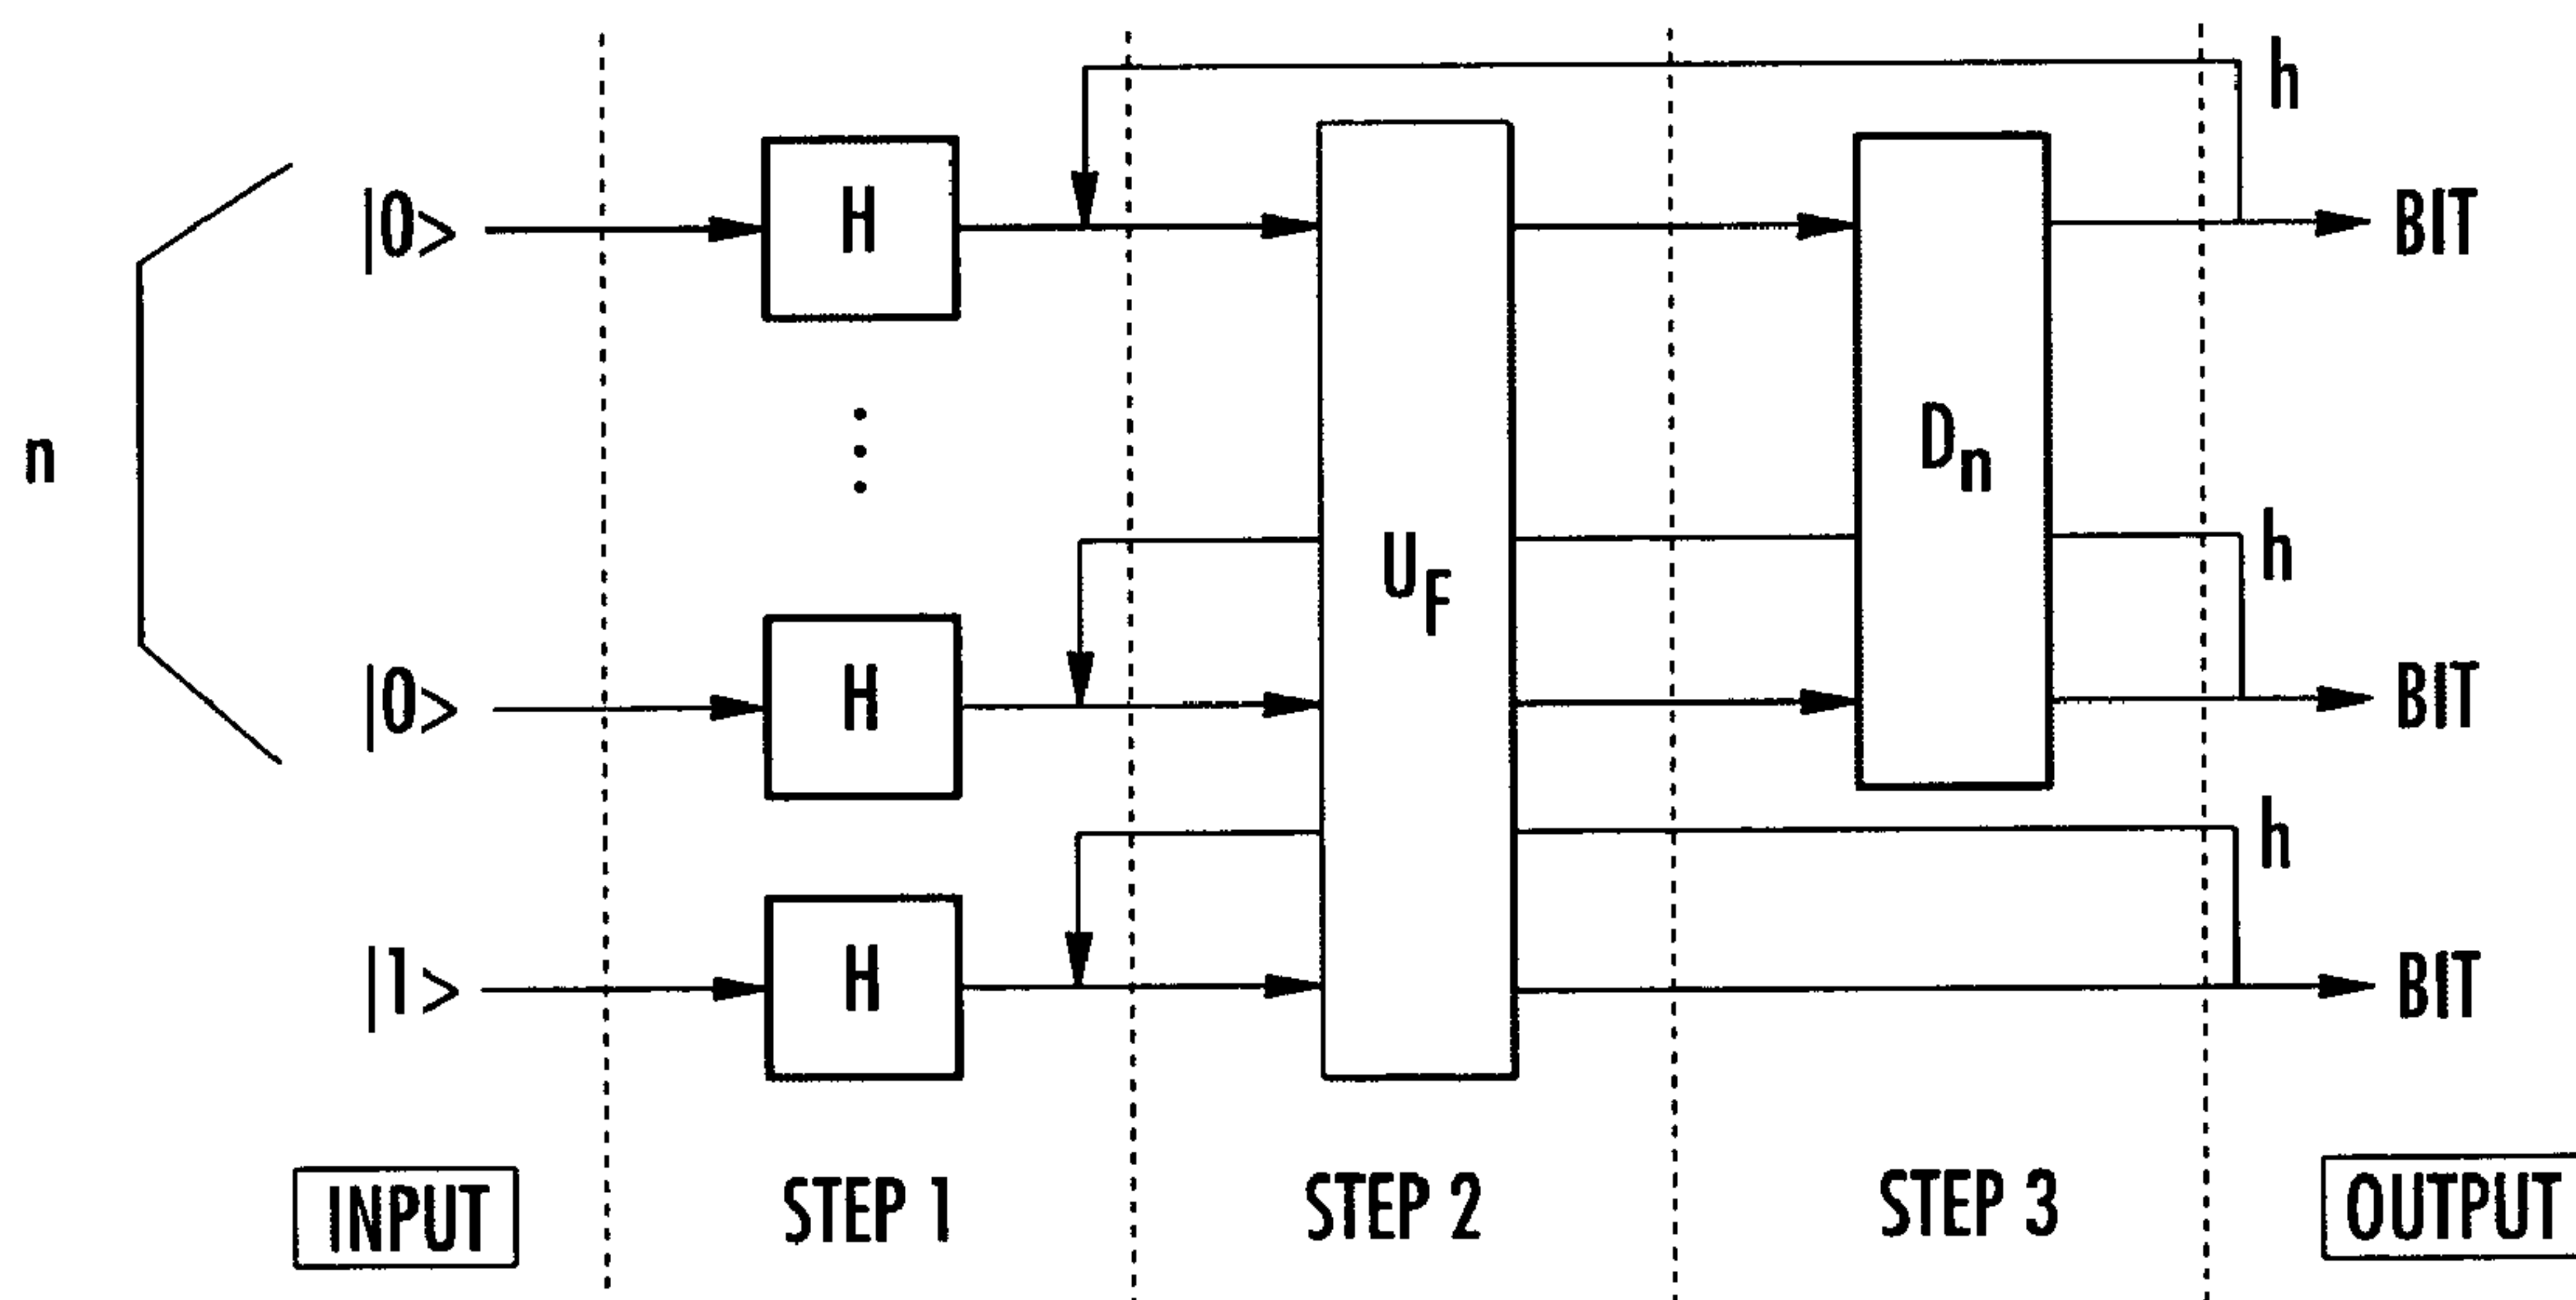 h
|0> H BIT
n
D_n
U_F
h
|0> H BIT
h
|1> H BIT
INPUT STEP 1 STEP 2 STEP 3 OUTPUT